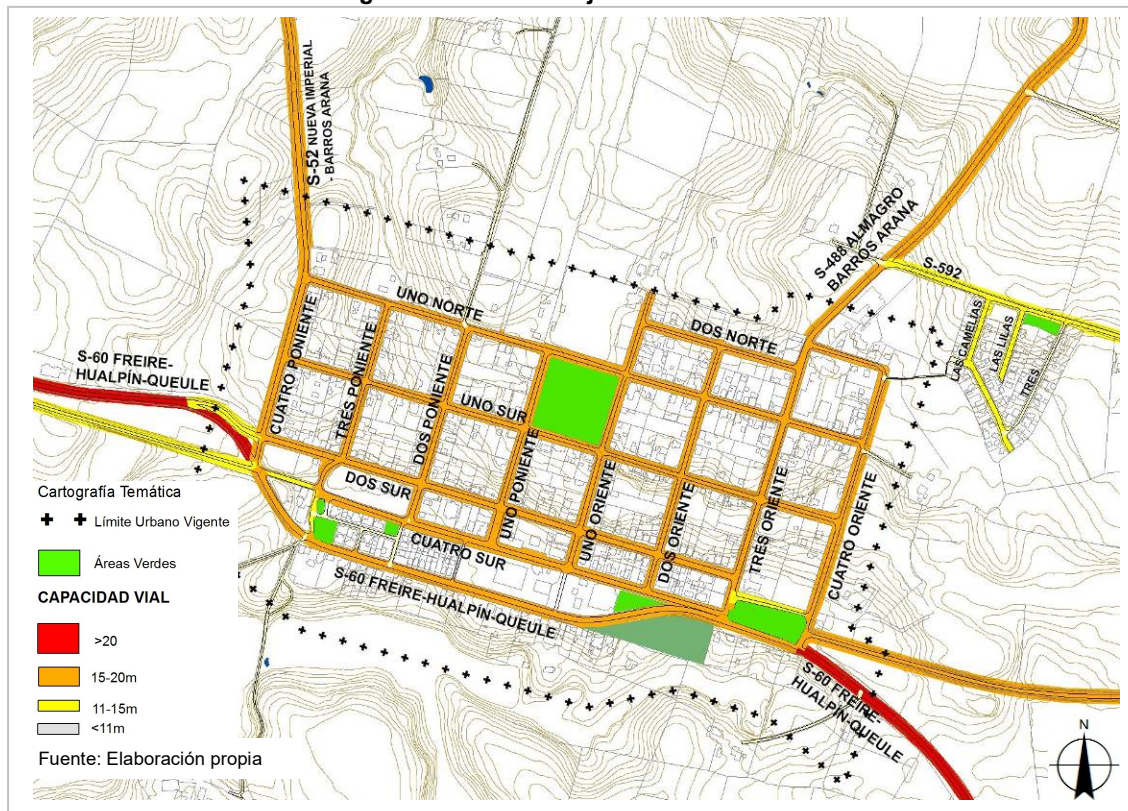 S-52 NUEVA IMPERIAL
- BARROS ARANA
S-488 ALMAGRO
BARROS ARANA
S-592
UNO NORTE
DOS NORTE
LAS CAMELIAS
LAS LILAS
TRES
S-60 FREIRE-
HUALPÍN-QUEULE
CUATRO PONIENTE
TRES PONIENTE
DOS PONIENTE
UNO SUR
UNO PONIENTE
UNO ORIENTE
DOS ORIENTE
TRES ORIENTE
CUATRO ORIENTE
DOS SUR
CUATRO SUR
S-60 FREIRE-HUALPÍN-QUEULE
S-60 FREIRE-
HUALPÍN-QUEULE
Cartografía Temática
Límite Urbano Vigente
Áreas Verdes
CAPACIDAD VIAL
>20
15-20m
11-15m
<11m
Fuente: Elaboración propia
N